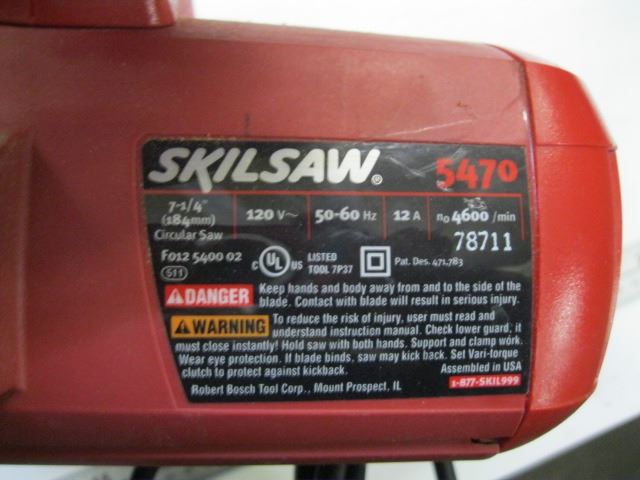 SKILSAW® 5470
7-1/4" (184mm) Circular Saw
120 V~ 50-60 Hz 12 A n₀ 4600 /min
78711
F012 5400 02
511
C UL US LISTED TOOL 7P37 Pat. Des. 471,783
DANGER Keep hands and body away from and to the side of the
blade. Contact with blade will result in serious injury.
WARNING To reduce the risk of injury, user must read and
understand instruction manual. Check lower guard, it
must close instantly! Hold saw with both hands. Support and clamp work.
Wear eye protection. If blade binds, saw may kick back. Set Vari-torque
clutch to protect against kickback. Assembled in USA
Robert Bosch Tool Corp., Mount Prospect, IL 1-877-SKIL999